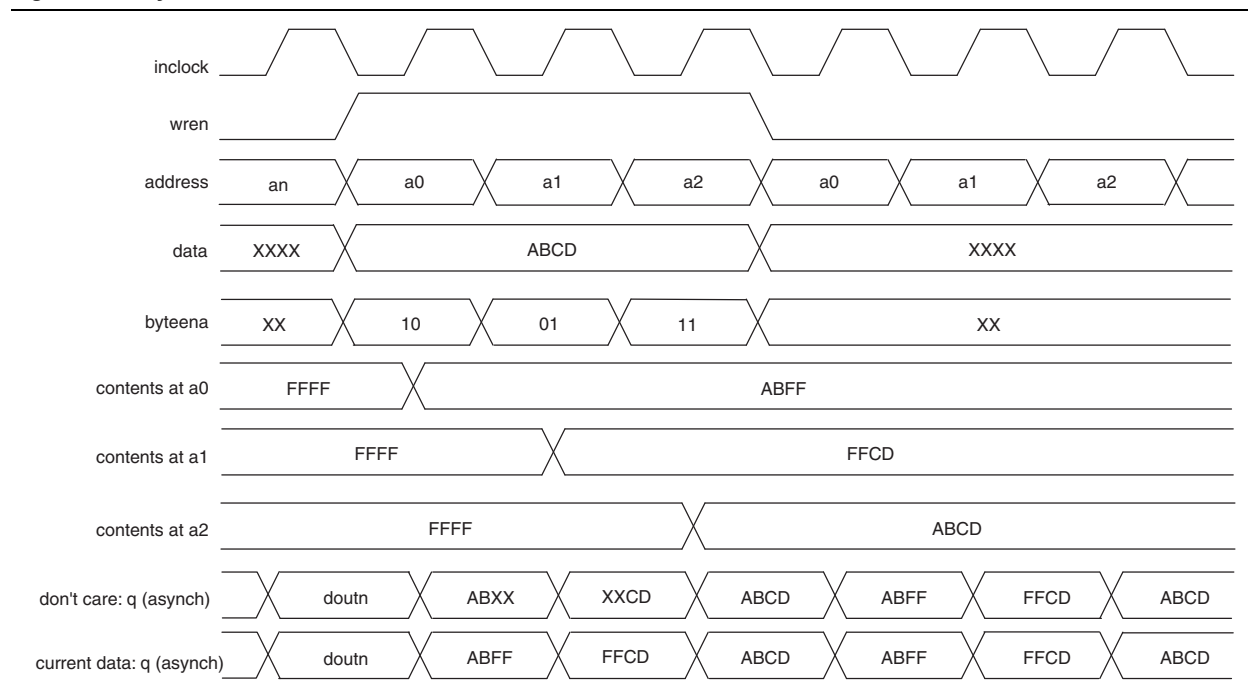 inclock
wren
address an a0 a1 a2 a0 a1 a2
data XXXX ABCD XXXX
byteena XX 10 01 11 XX
contents at a0 FFFF ABFF
contents at a1 FFFF FFCD
contents at a2 FFFF ABCD
don't care: q (asynch) doutn ABXX XXCD ABCD ABFF FFCD ABCD
current data: q (asynch) doutn ABFF FFCD ABCD ABFF FFCD ABCD